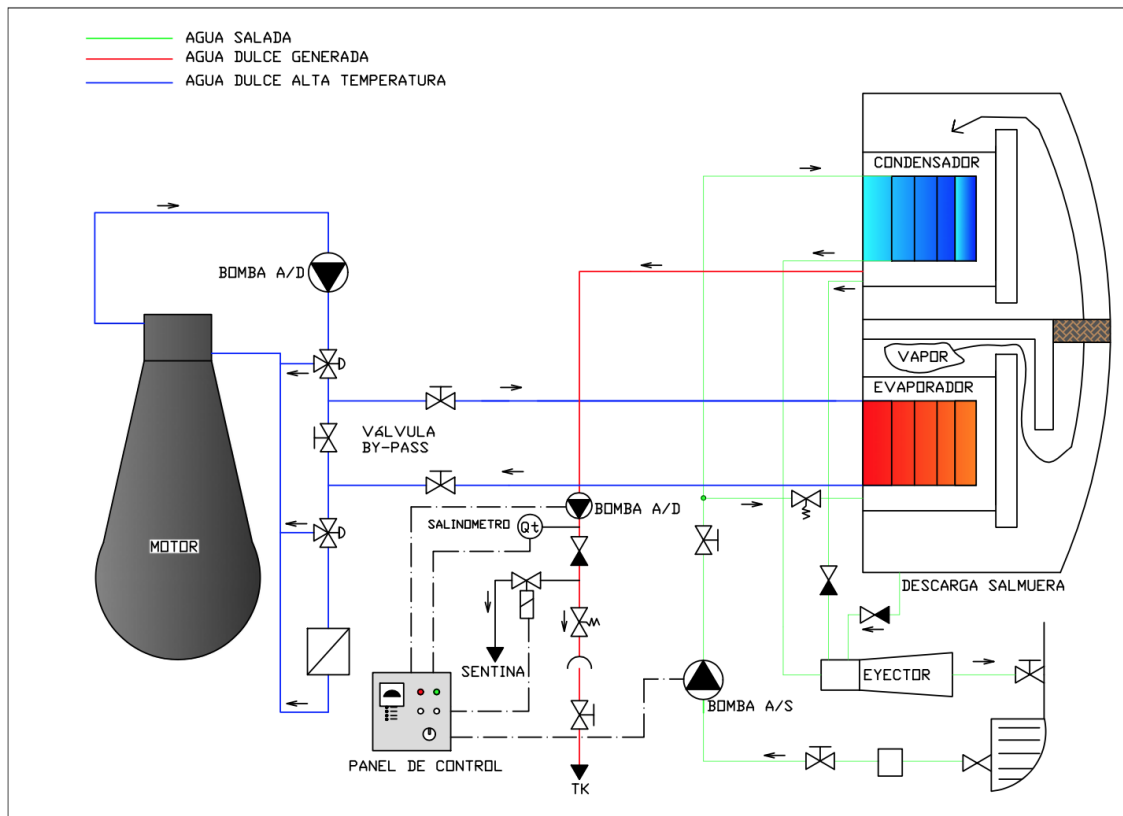 AGUA SALADA
AGUA DULCE GENERADA
AGUA DULCE ALTA TEMPERATURA
CONDENSADOR
BOMBA A/D
VAPOR
EVAPORADOR
VáLVULA
BY-PASS
BOMBA A/D
SALINOMETRO
Qt
MOTOR
DESCARGA SALMUERA
SENTINA
EYECTOR
BOMBA A/S
PANEL DE CONTROL
TK